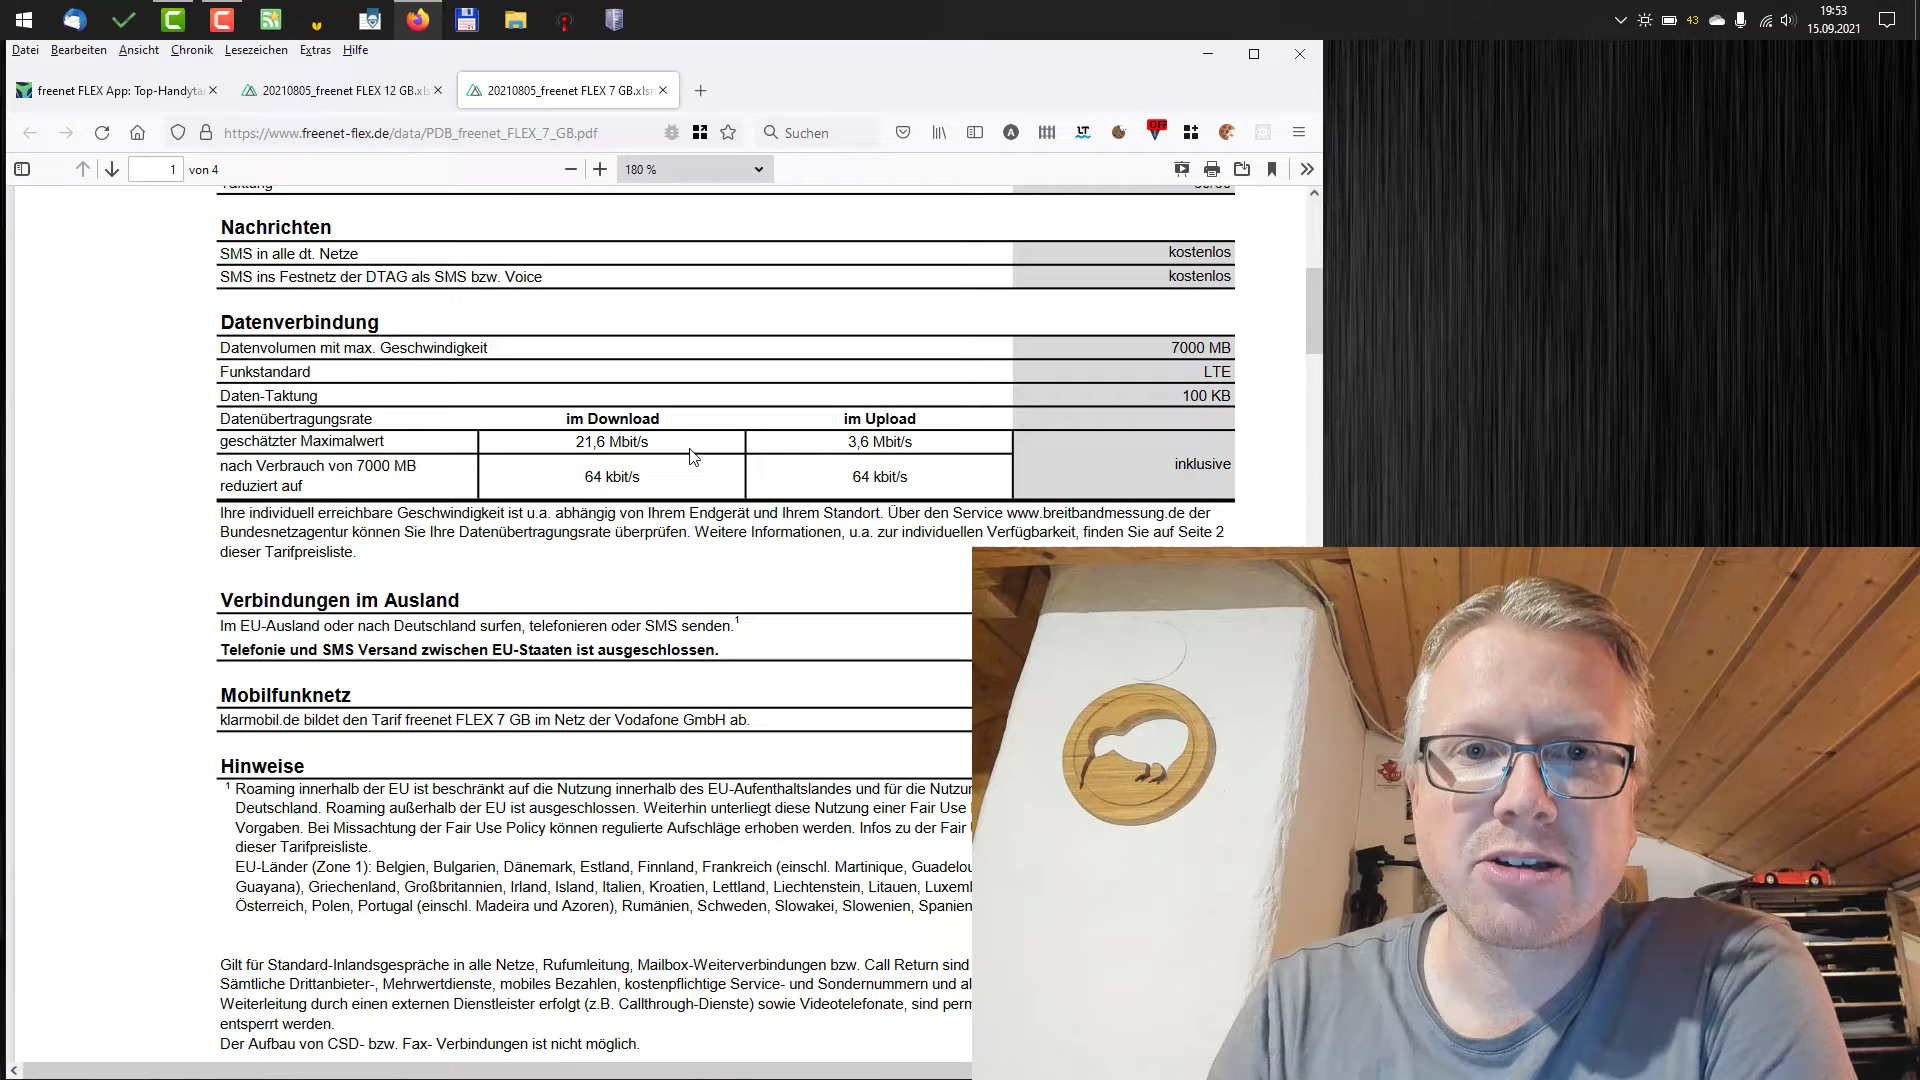 43
19:53
15.09.2021
Datei Bearbeiten Ansicht Chronik Lesezeichen Extras Hilfe
freenet FLEX App: Top-Handyta
20210805_freenet FLEX 12 GB.xls
20210805_freenet FLEX 7 GB.xlsn
https://www.freenet-flex.de/data/PDB_freenet_FLEX_7_GB.pdf
Suchen
OFF
1 von 4
180 %
Nachrichten
SMS in alle dt. Netze kostenlos
SMS ins Festnetz der DTAG als SMS bzw. Voice kostenlos
Datenverbindung
Datenvolumen mit max. Geschwindigkeit 7000 MB
Funkstandard LTE
Daten-Taktung 100 KB
Datenübertragungsrate im Download im Upload
geschätzter Maximalwert 21,6 Mbit/s 3,6 Mbit/s
inklusive
nach Verbrauch von 7000 MB
reduziert auf 64 kbit/s 64 kbit/s
Ihre individuell erreichbare Geschwindigkeit ist u.a. abhängig von Ihrem Endgerät und Ihrem Standort. Über den Service www.breitbandmessung.de der
Bundesnetzagentur können Sie Ihre Datenübertragungsrate überprüfen. Weitere Informationen, u.a. zur individuellen Verfügbarkeit, finden Sie auf Seite 2
dieser Tarifpreisliste.
Verbindungen im Ausland
Im EU-Ausland oder nach Deutschland surfen, telefonieren oder SMS senden.1
Telefonie und SMS Versand zwischen EU-Staaten ist ausgeschlossen.
Mobilfunknetz
klarmobil.de bildet den Tarif freenet FLEX 7 GB im Netz der Vodafone GmbH ab.
Hinweise
1 Roaming innerhalb der EU ist beschränkt auf die Nutzung innerhalb des EU-Aufenthaltslandes und für die Nutzun
Deutschland. Roaming außerhalb der EU ist ausgeschlossen. Weiterhin unterliegt diese Nutzung einer Fair Use
Vorgaben. Bei Missachtung der Fair Use Policy können regulierte Aufschläge erhoben werden. Infos zu der Fair
dieser Tarifpreisliste.
EU-Länder (Zone 1): Belgien, Bulgarien, Dänemark, Estland, Finnland, Frankreich (einschl. Martinique, Guadelou
Guayana), Griechenland, Großbritannien, Irland, Island, Italien, Kroatien, Lettland, Liechtenstein, Litauen, Luxeml
Österreich, Polen, Portugal (einschl. Madeira und Azoren), Rumänien, Schweden, Slowakei, Slowenien, Spanien
Gilt für Standard-Inlandsgespräche in alle Netze, Rufumleitung, Mailbox-Weiterverbindungen bzw. Call Return sind
Sämtliche Drittanbieter-, Mehrwertdienste, mobiles Bezahlen, kostenpflichtige Service- und Sondernummern und al
Weiterleitung durch einen externen Dienstleister erfolgt (z.B. Callthrough-Dienste) sowie Videotelefonate, sind perm
entsperrt werden.
Der Aufbau von CSD- bzw. Fax- Verbindungen ist nicht möglich.